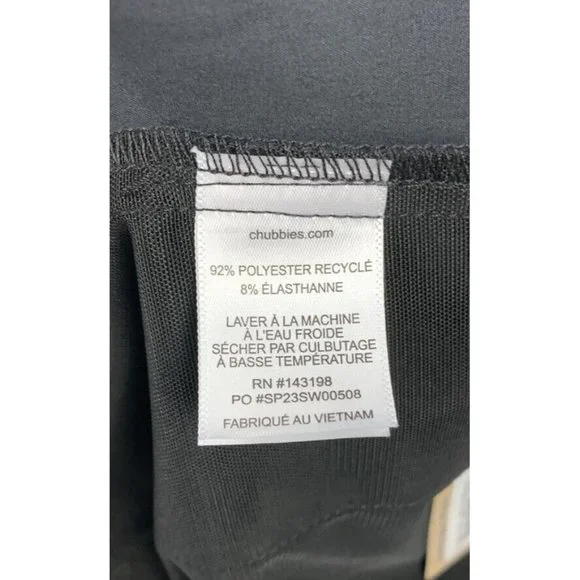 chubbies.com
92% POLYESTER RECYCLÉ
8% ÉLASTHANNE
LAVER À LA MACHINE
À L'EAU FROIDE
SÉCHER PAR CULBUTAGE
À BASSE TEMPÉRATURE
RN #143198
PO #SP23SW00508
FABRIQUÉ AU VIETNAM